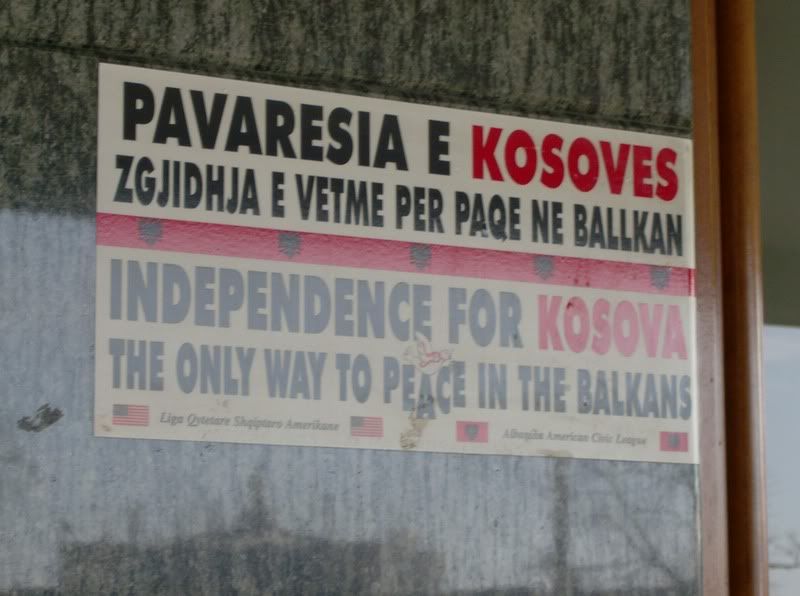 PAVARESIA E KOSOVES
ZGJIDHJA E VETME PER PAQE NE BALLKAN
INDEPENDENCE FOR KOSOVA
THE ONLY WAY TO PEACE IN THE BALKANS
Liga Qytetare Shqiptaro Amerikane Albanian American Civic League